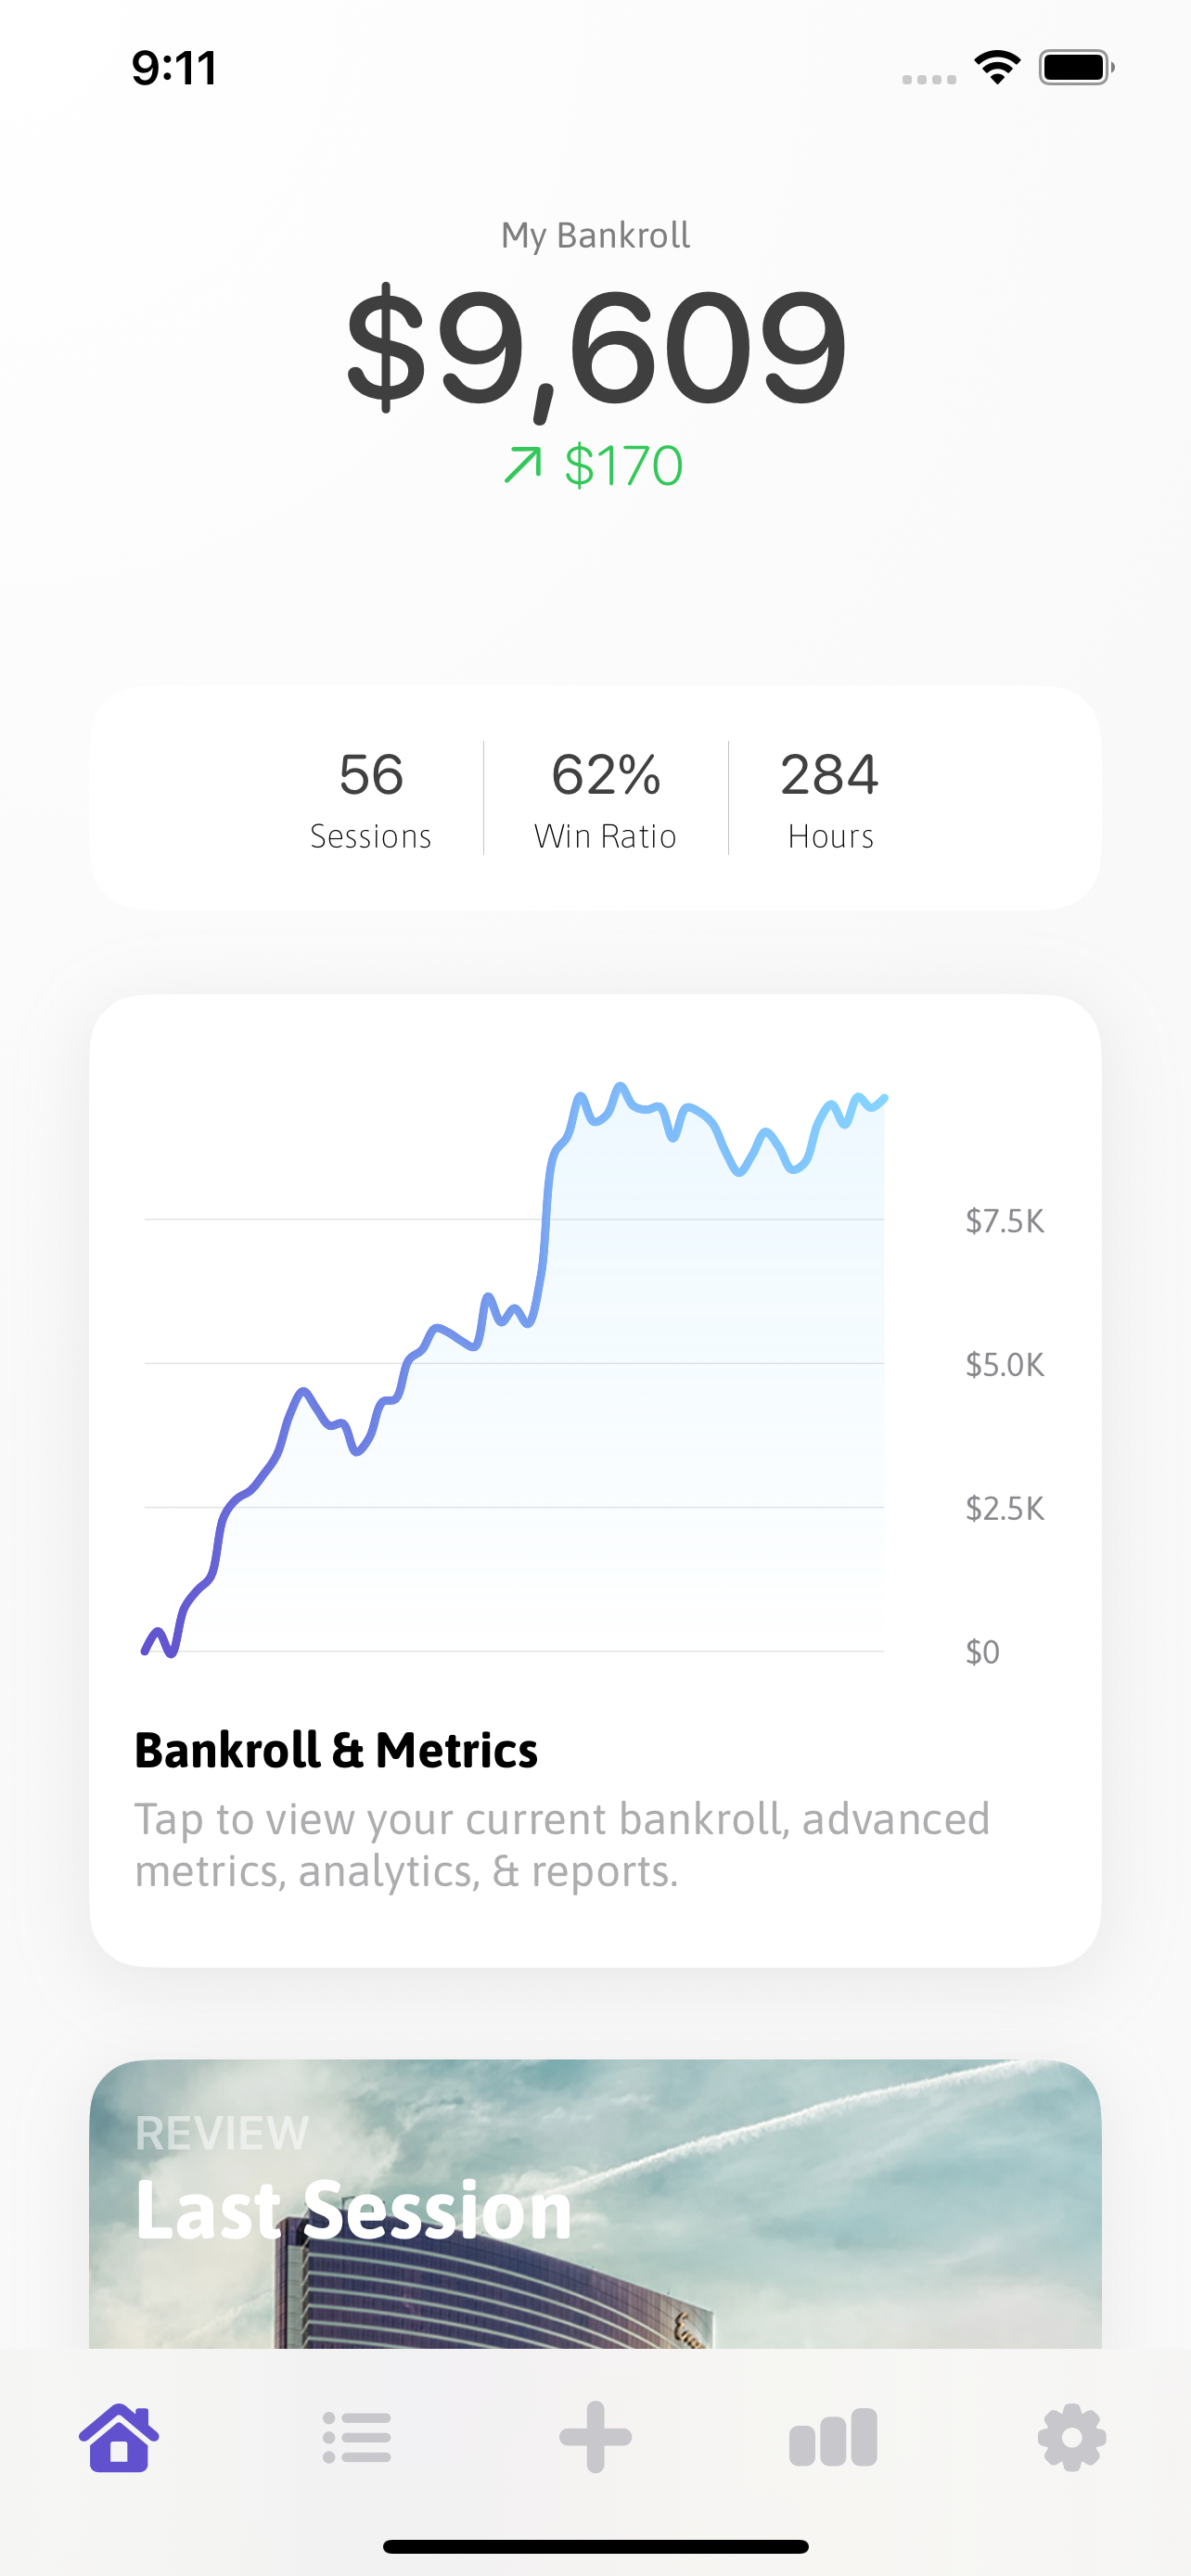 9:11
My Bankroll
$9,609
$170
56
Sessions
62%
Win Ratio
284
Hours
$7.5K
$5.0K
$2.5K
$0
Bankroll & Metrics
Tap to view your current bankroll, advanced
metrics, analytics, & reports.
REVIEW
Last Session